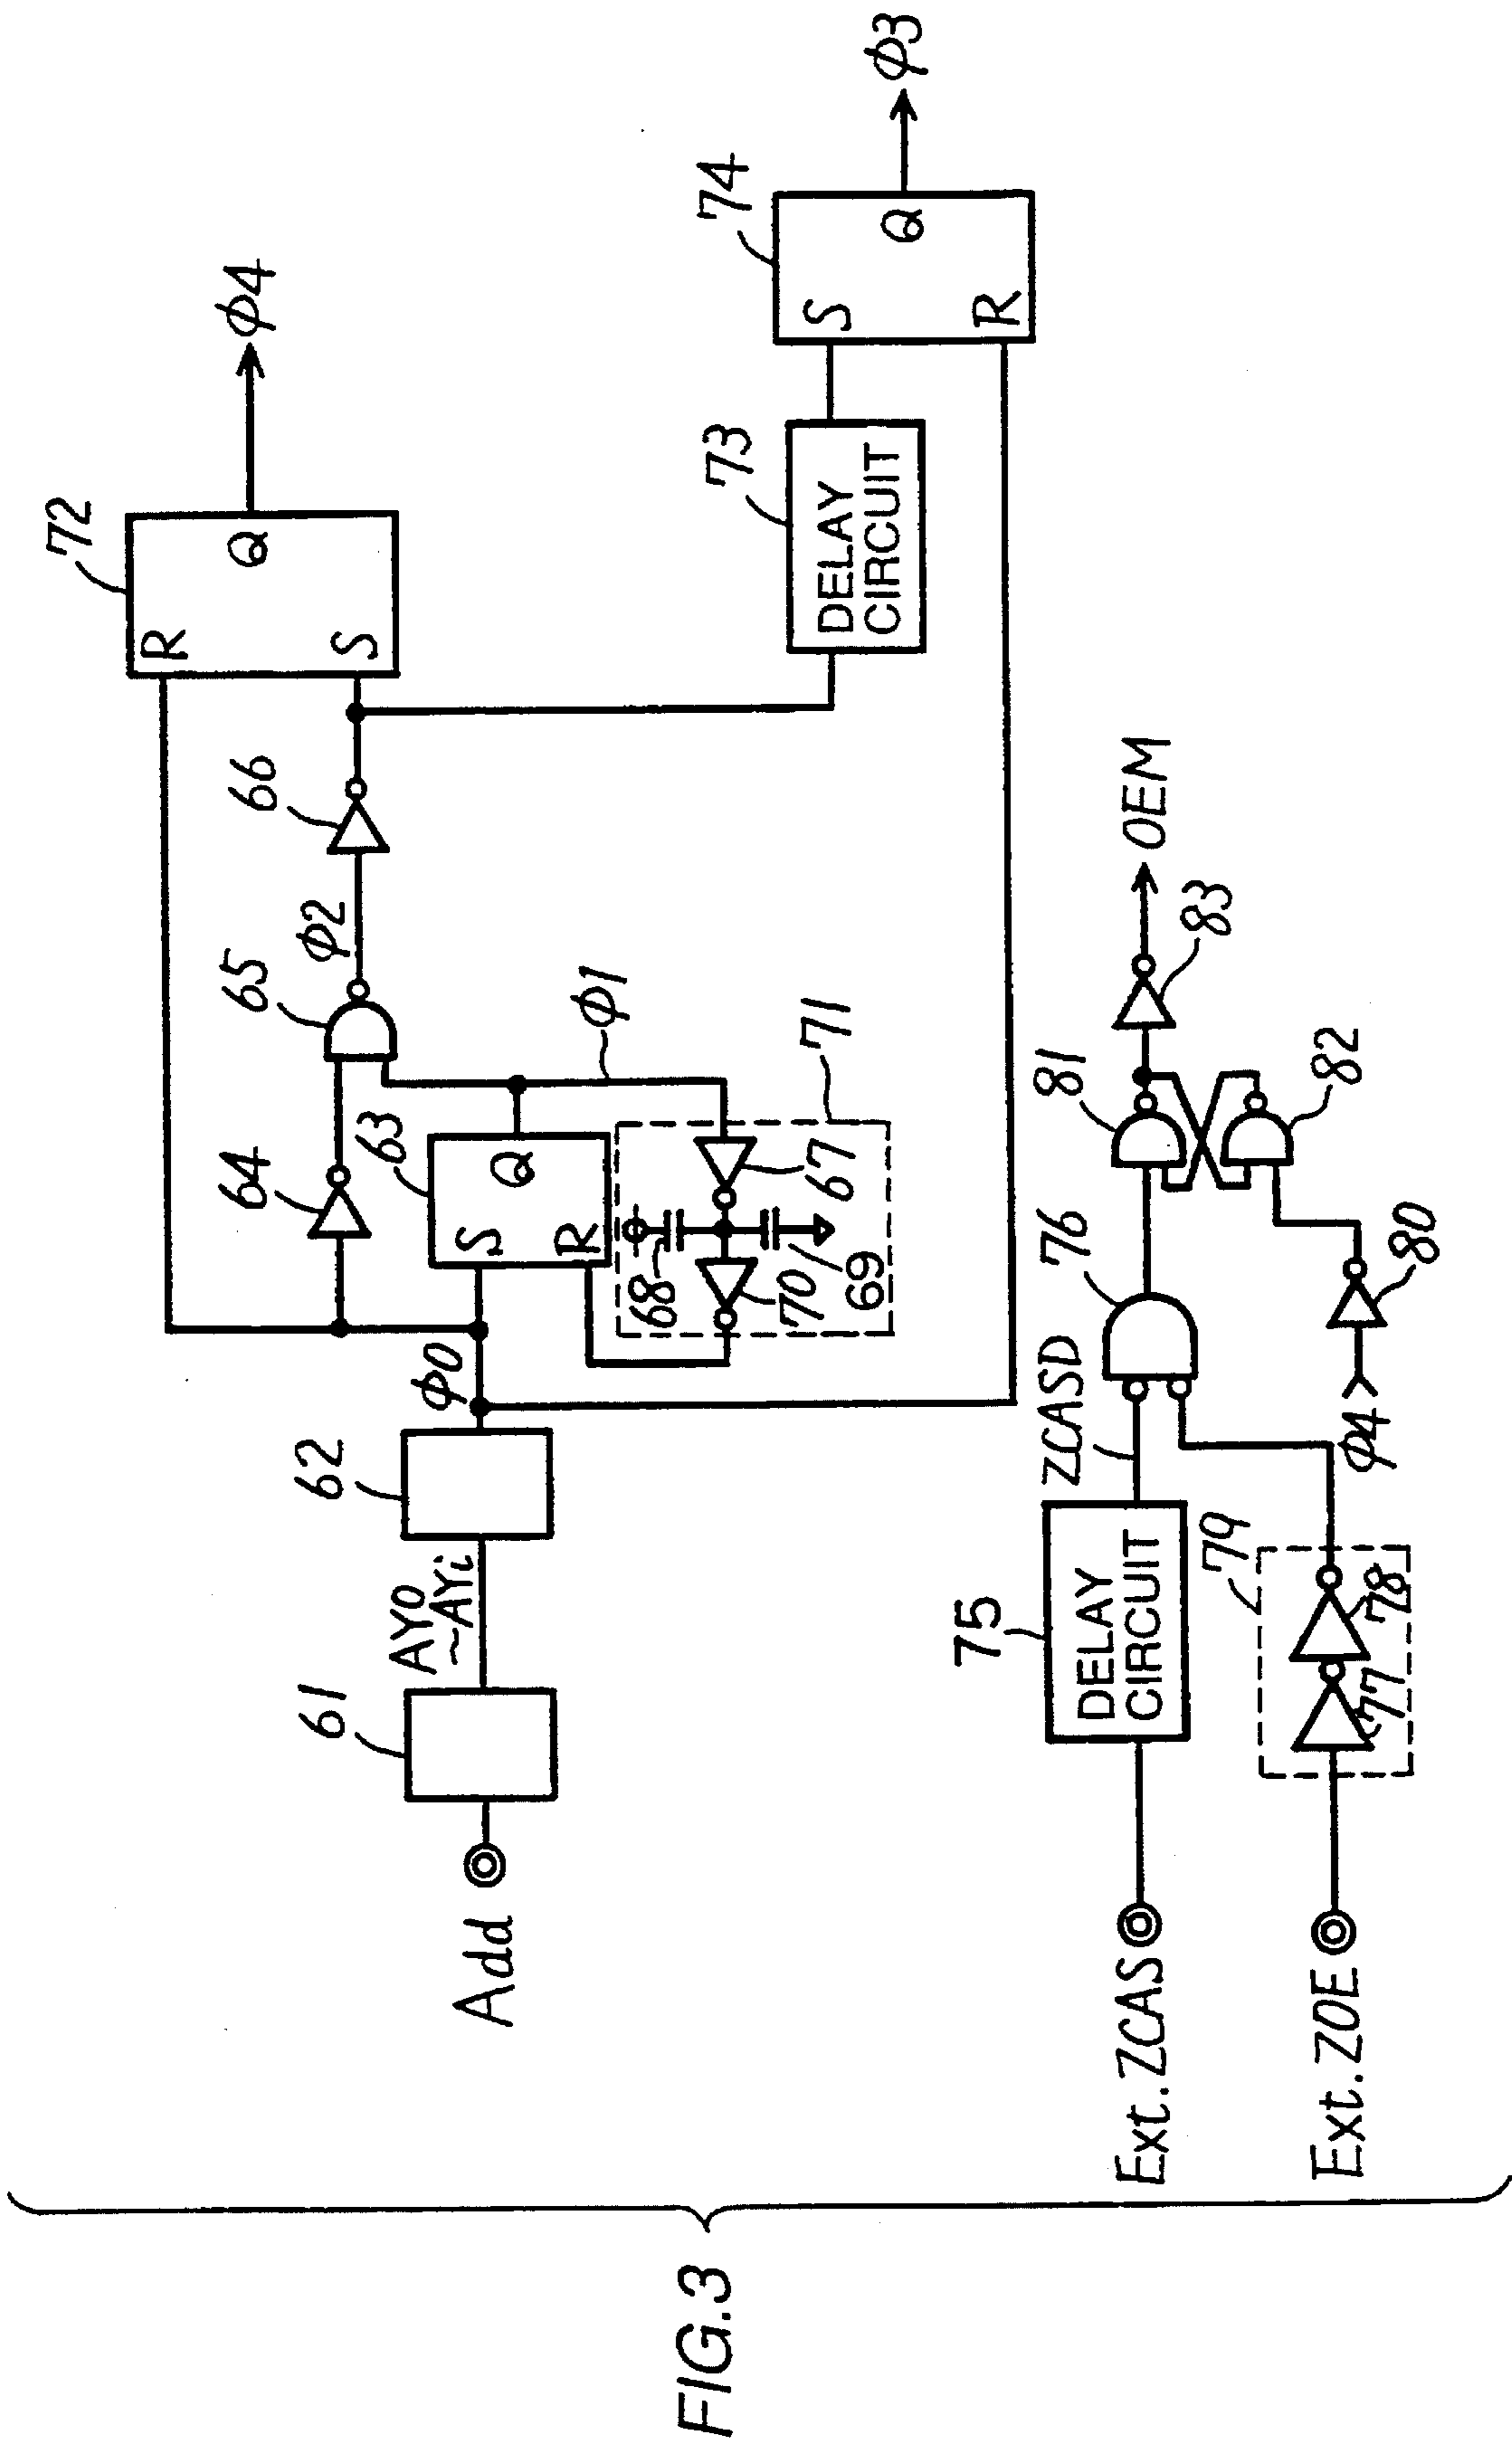 FIG.3
Add
61
AY0
~AYi
62
φ0
64
63
S
Q
R
65
φ2
66
φ1
67
68
69
70
71
72
R
S
Q
φ4
73
DELAY
CIRCUIT
74
S
R
Q
φ3
Ext.ZCAS
75
DELAY
CIRCUIT
ZCASD
76
Ext.ZOE
77
78
79
φ4
80
81
82
83
OEM